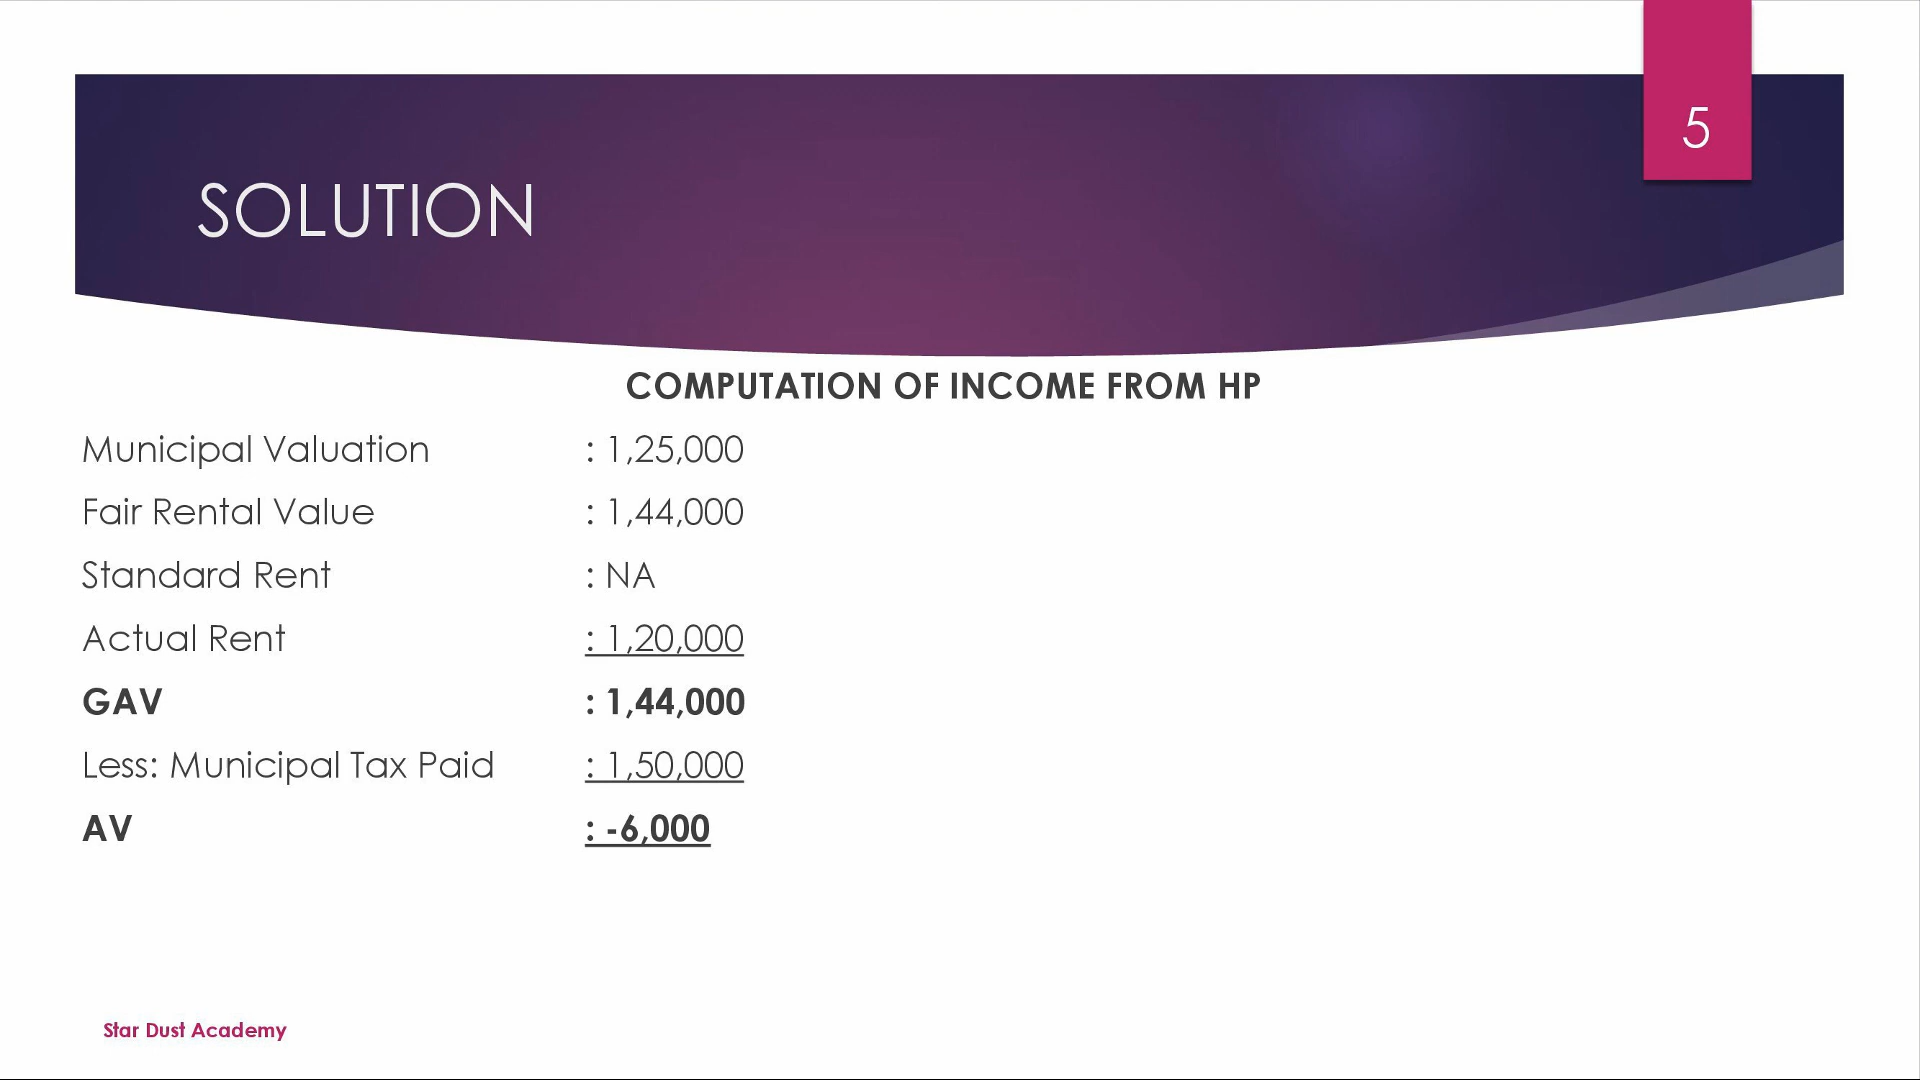 5
SOLUTION
COMPUTATION OF INCOME FROM HP
Municipal Valuation : 1,25,000
Fair Rental Value : 1,44,000
Standard Rent : NA
Actual Rent : 1,20,000
GAV : 1,44,000
Less: Municipal Tax Paid : 1,50,000
AV : -6,000
Star Dust Academy